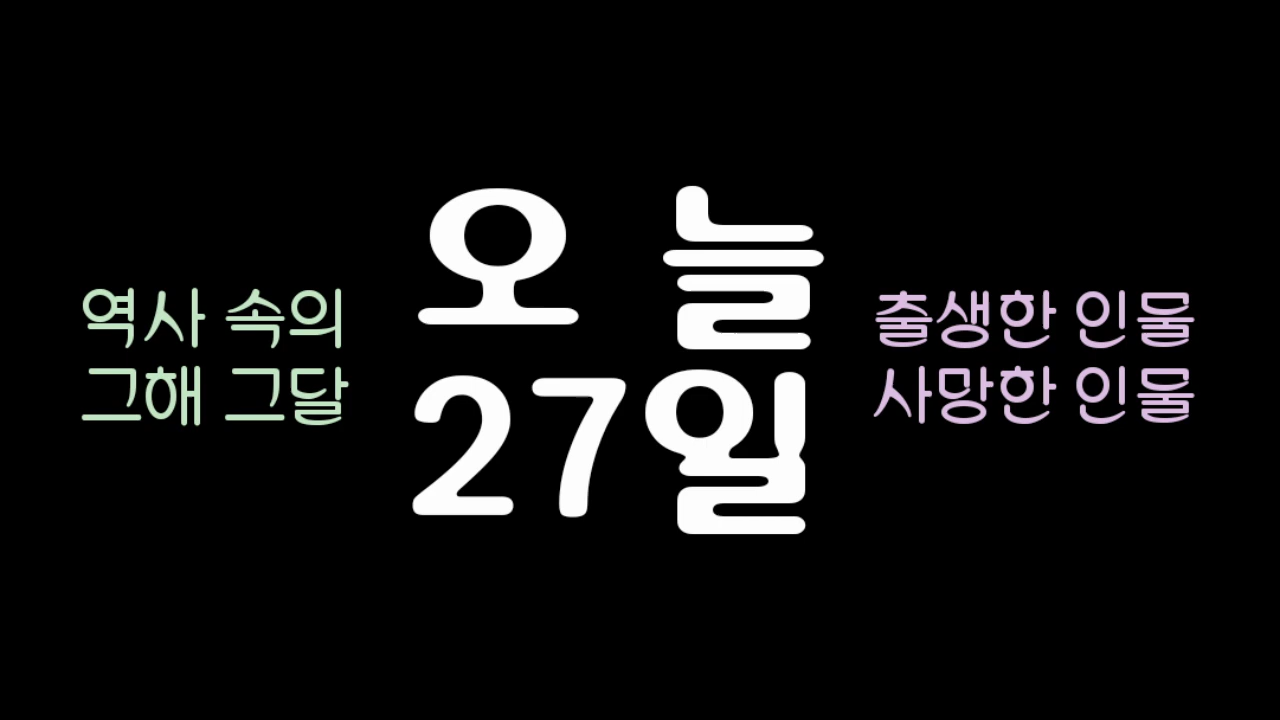 역사 속의
그해 그달
오 늘
27일
출생한 인물
사망한 인물